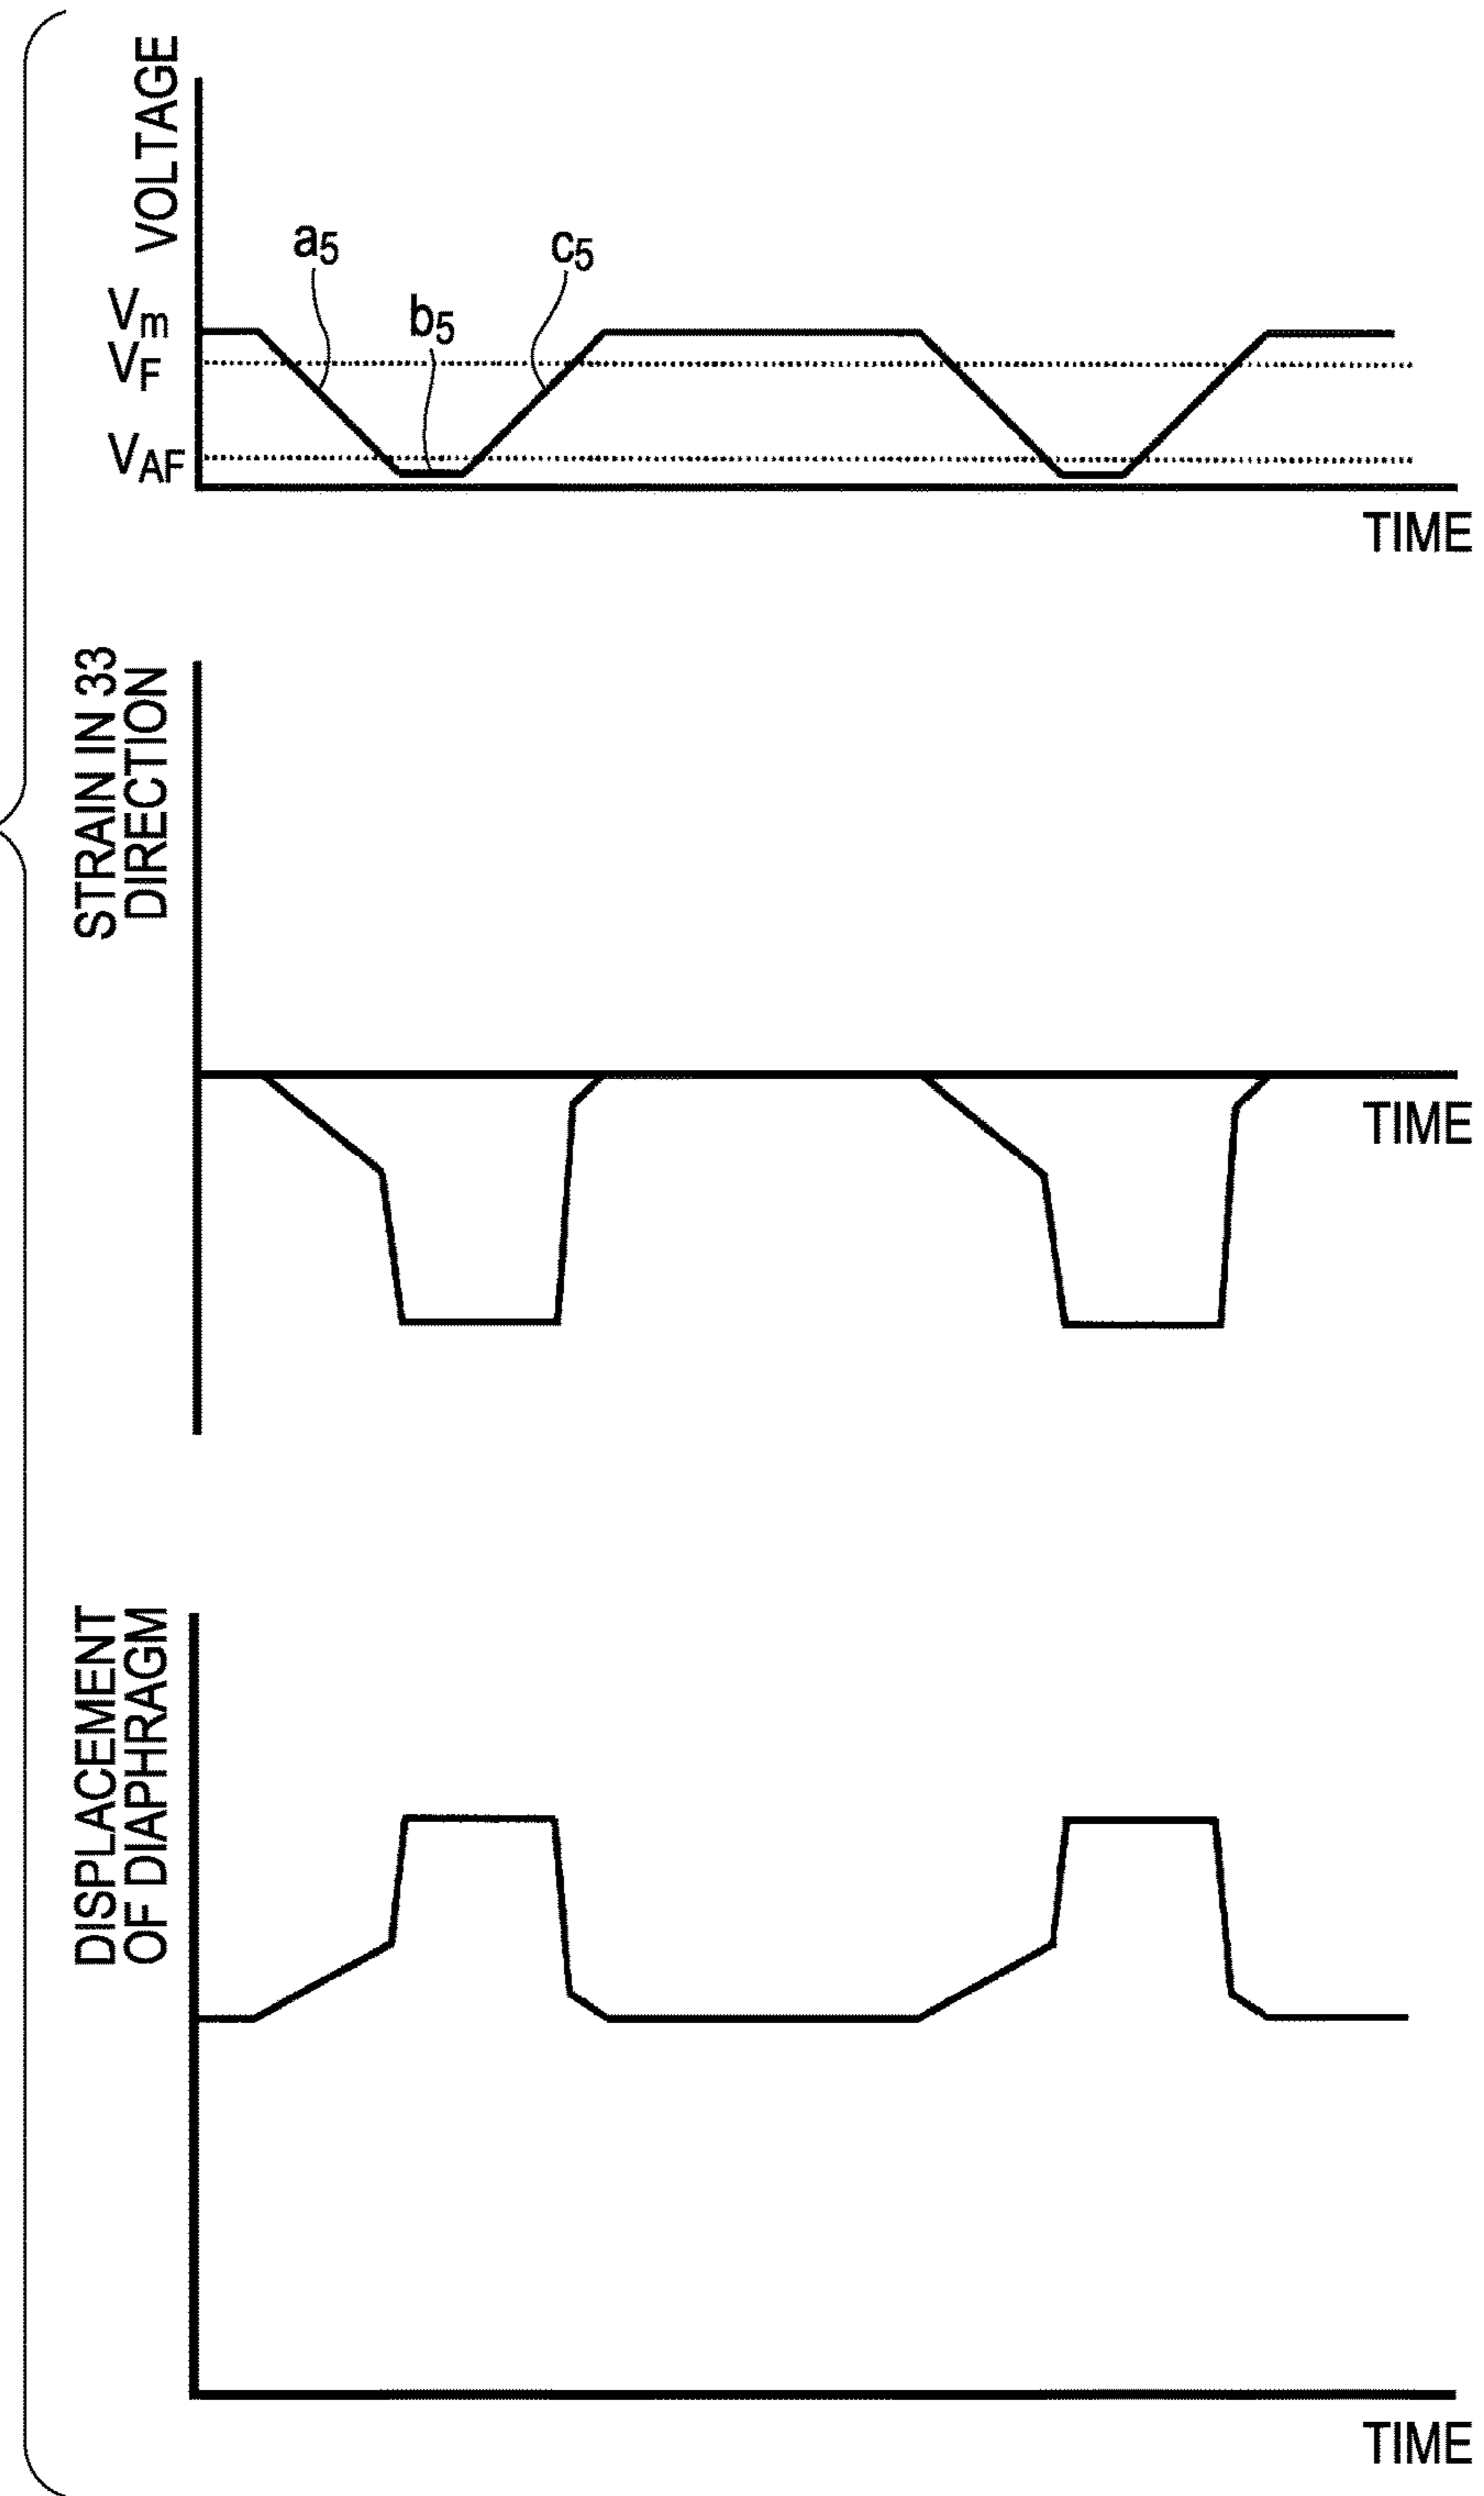 VOLTAGE
a5
c5
b5
Vm
VF
VAF
TIME
STRAIN IN 33
DIRECTION
TIME
DISPLACEMENT
OF DIAPHRAGM
TIME